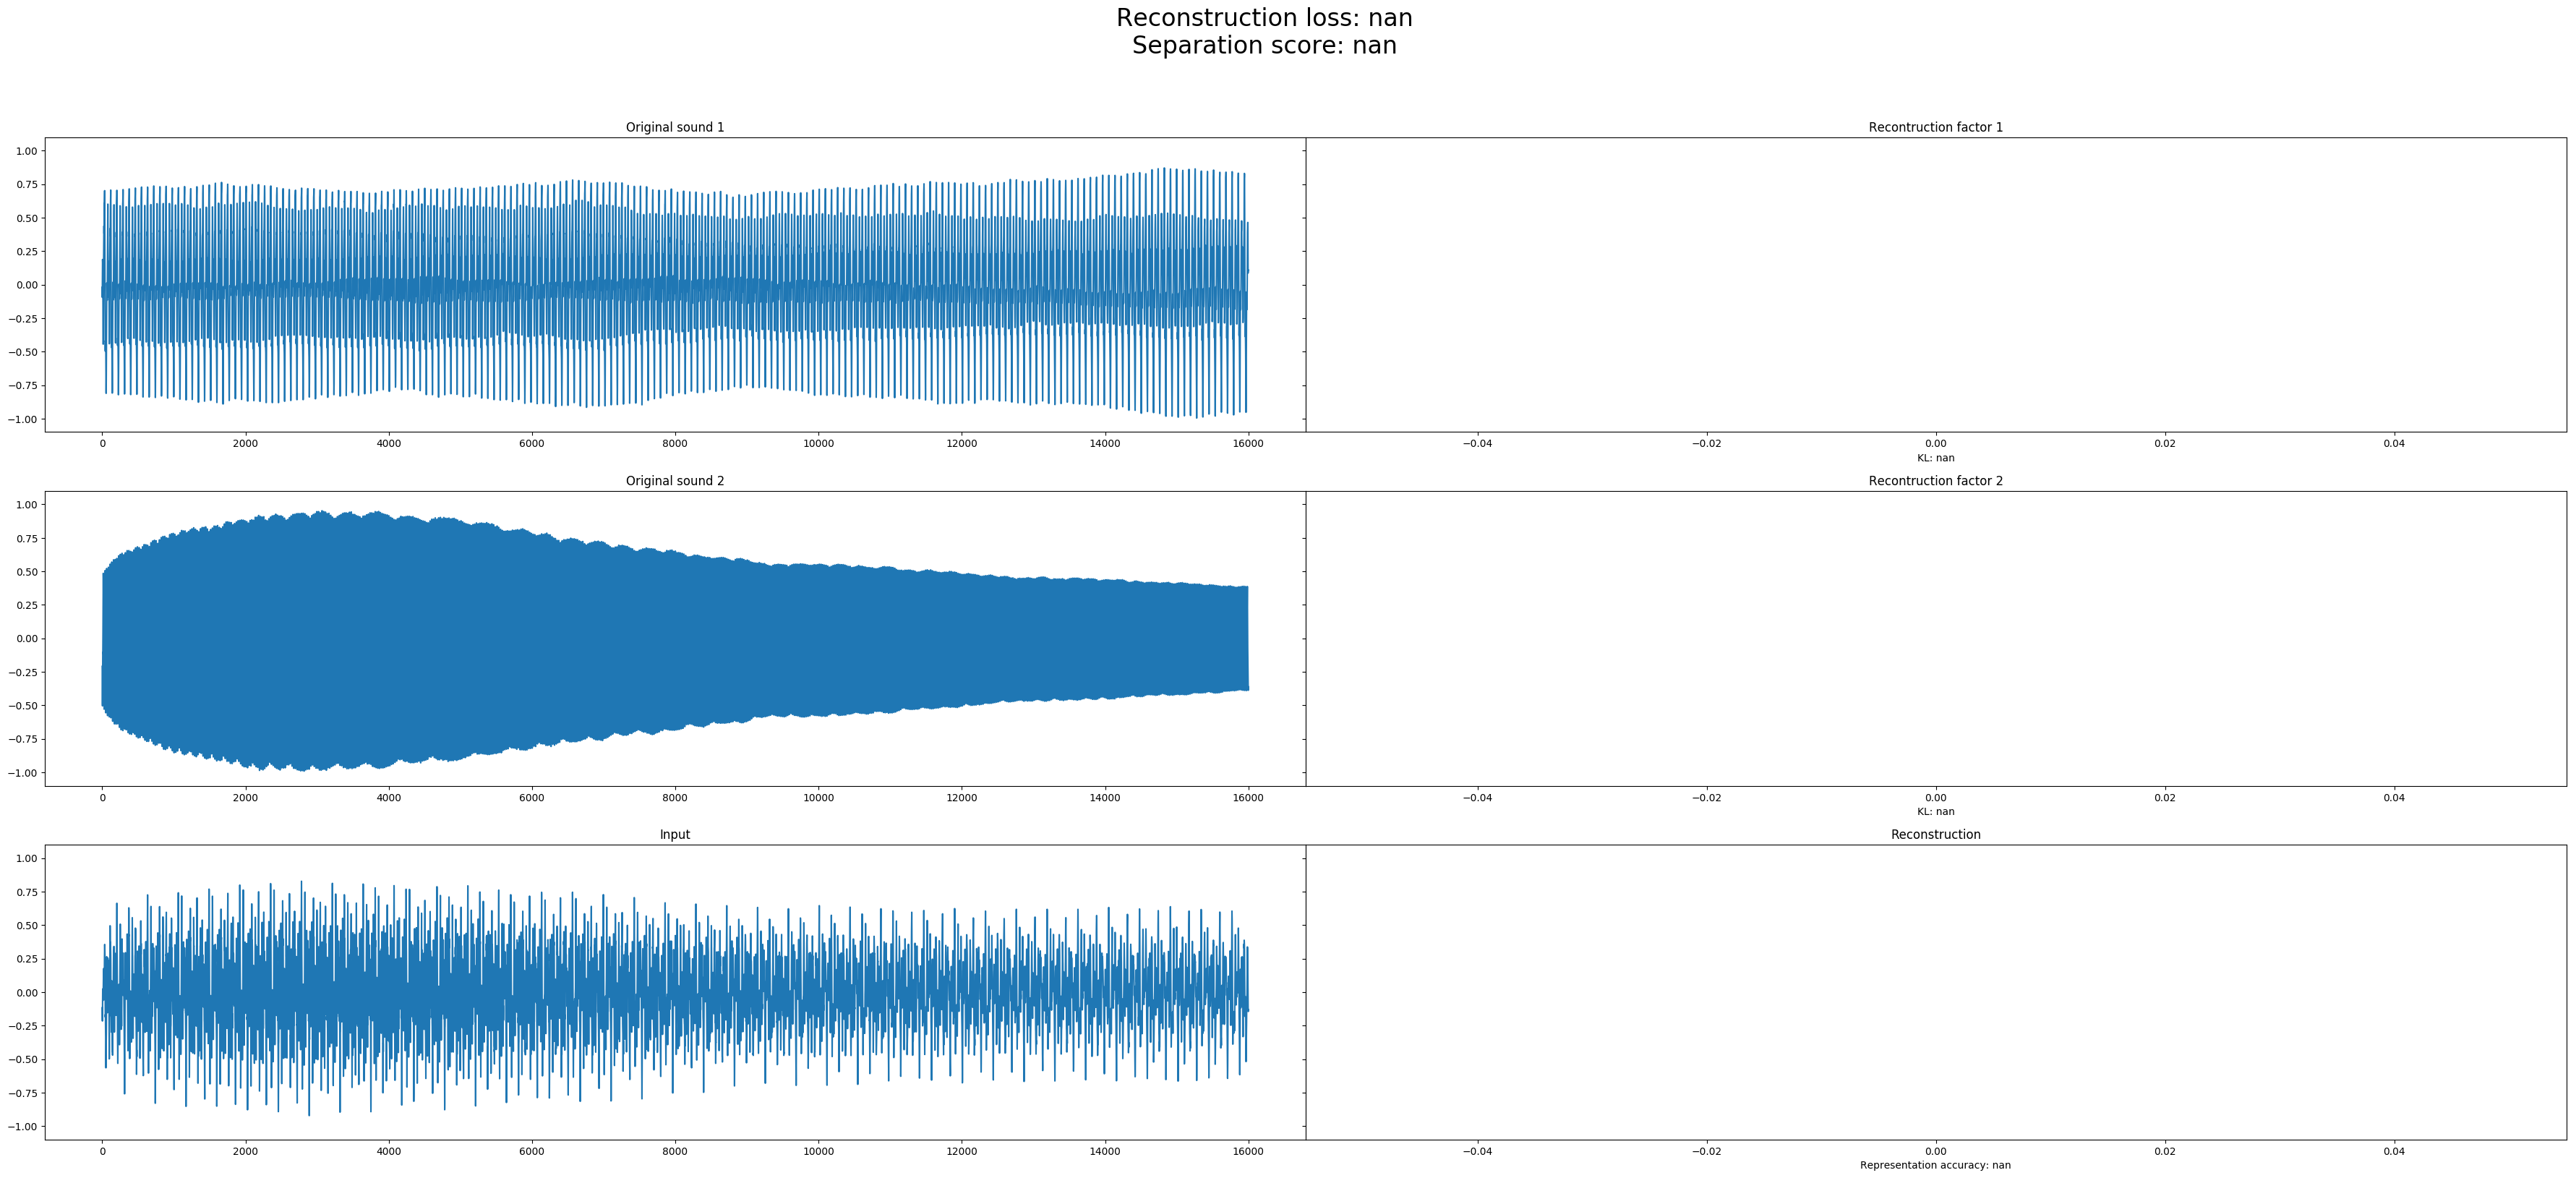 Reconstruction loss: nan
Separation score: nan
Original sound 1
Recontruction factor 1
1.00
0.75
0.50
0.25
0.00
−0.25
−0.50
−0.75
−1.00
0 2000 4000 6000 8000 10000 12000 14000 16000
−0.04 −0.02 0.00 0.02 0.04
KL: nan
Original sound 2
Recontruction factor 2
1.00
0.75
0.50
0.25
0.00
−0.25
−0.50
−0.75
−1.00
0 2000 4000 6000 8000 10000 12000 14000 16000
−0.04 −0.02 0.00 0.02 0.04
KL: nan
Input
Reconstruction
1.00
0.75
0.50
0.25
0.00
−0.25
−0.50
−0.75
−1.00
0 2000 4000 6000 8000 10000 12000 14000 16000
−0.04 −0.02 0.00 0.02 0.04
Representation accuracy: nan